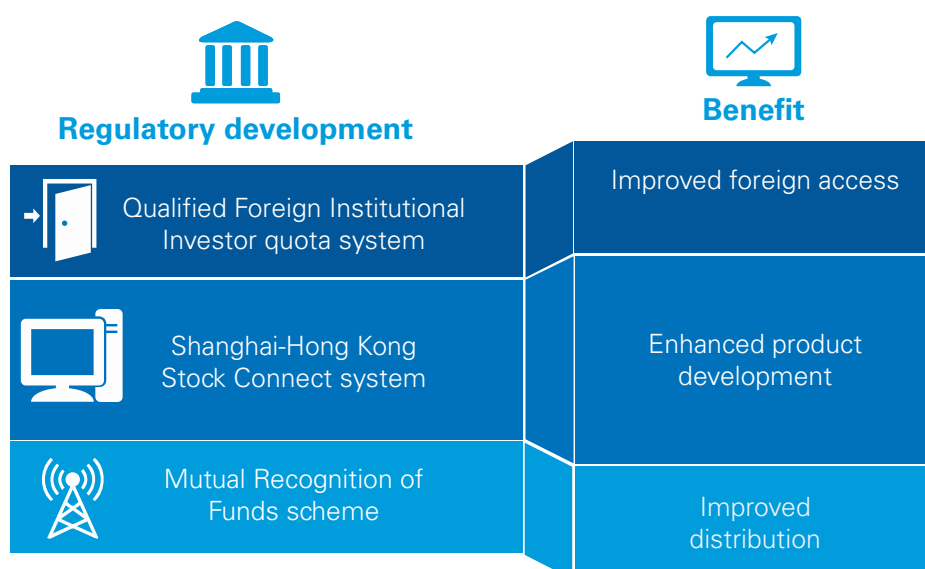 Regulatory development
Benefit
Qualified Foreign Institutional
Investor quota system
Improved foreign access
Shanghai-Hong Kong
Stock Connect system
Enhanced product
development
Mutual Recognition of
Funds scheme
Improved
distribution